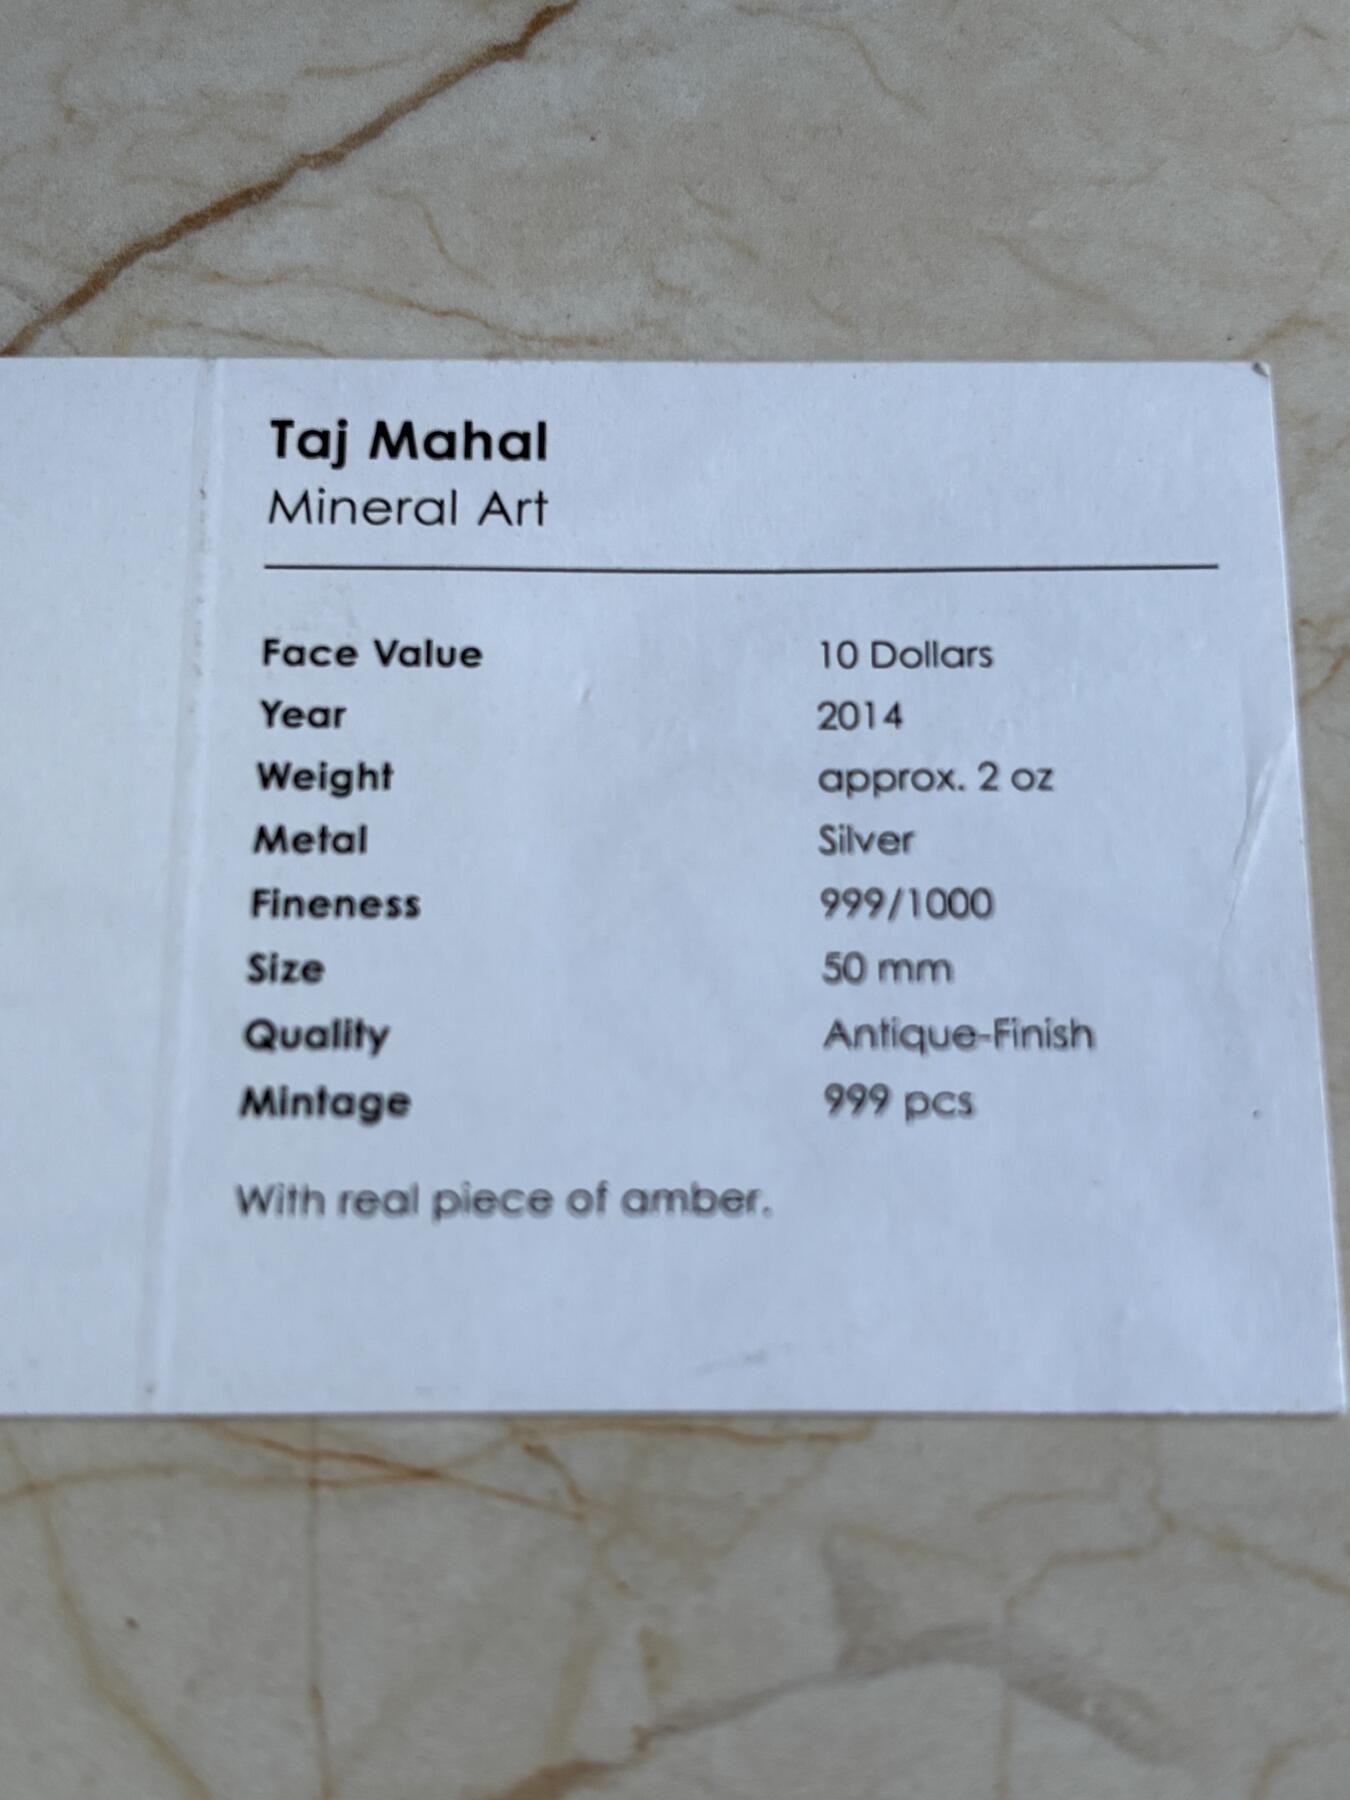 Taj Mahal
Mineral Art
Face Value 10 Dollars
Year 2014
Weight approx. 2 oz
Metal Silver
Fineness 999/1000
Size 50 mm
Quality Antique-Finish
Mintage 999 pcs
With real piece of amber.